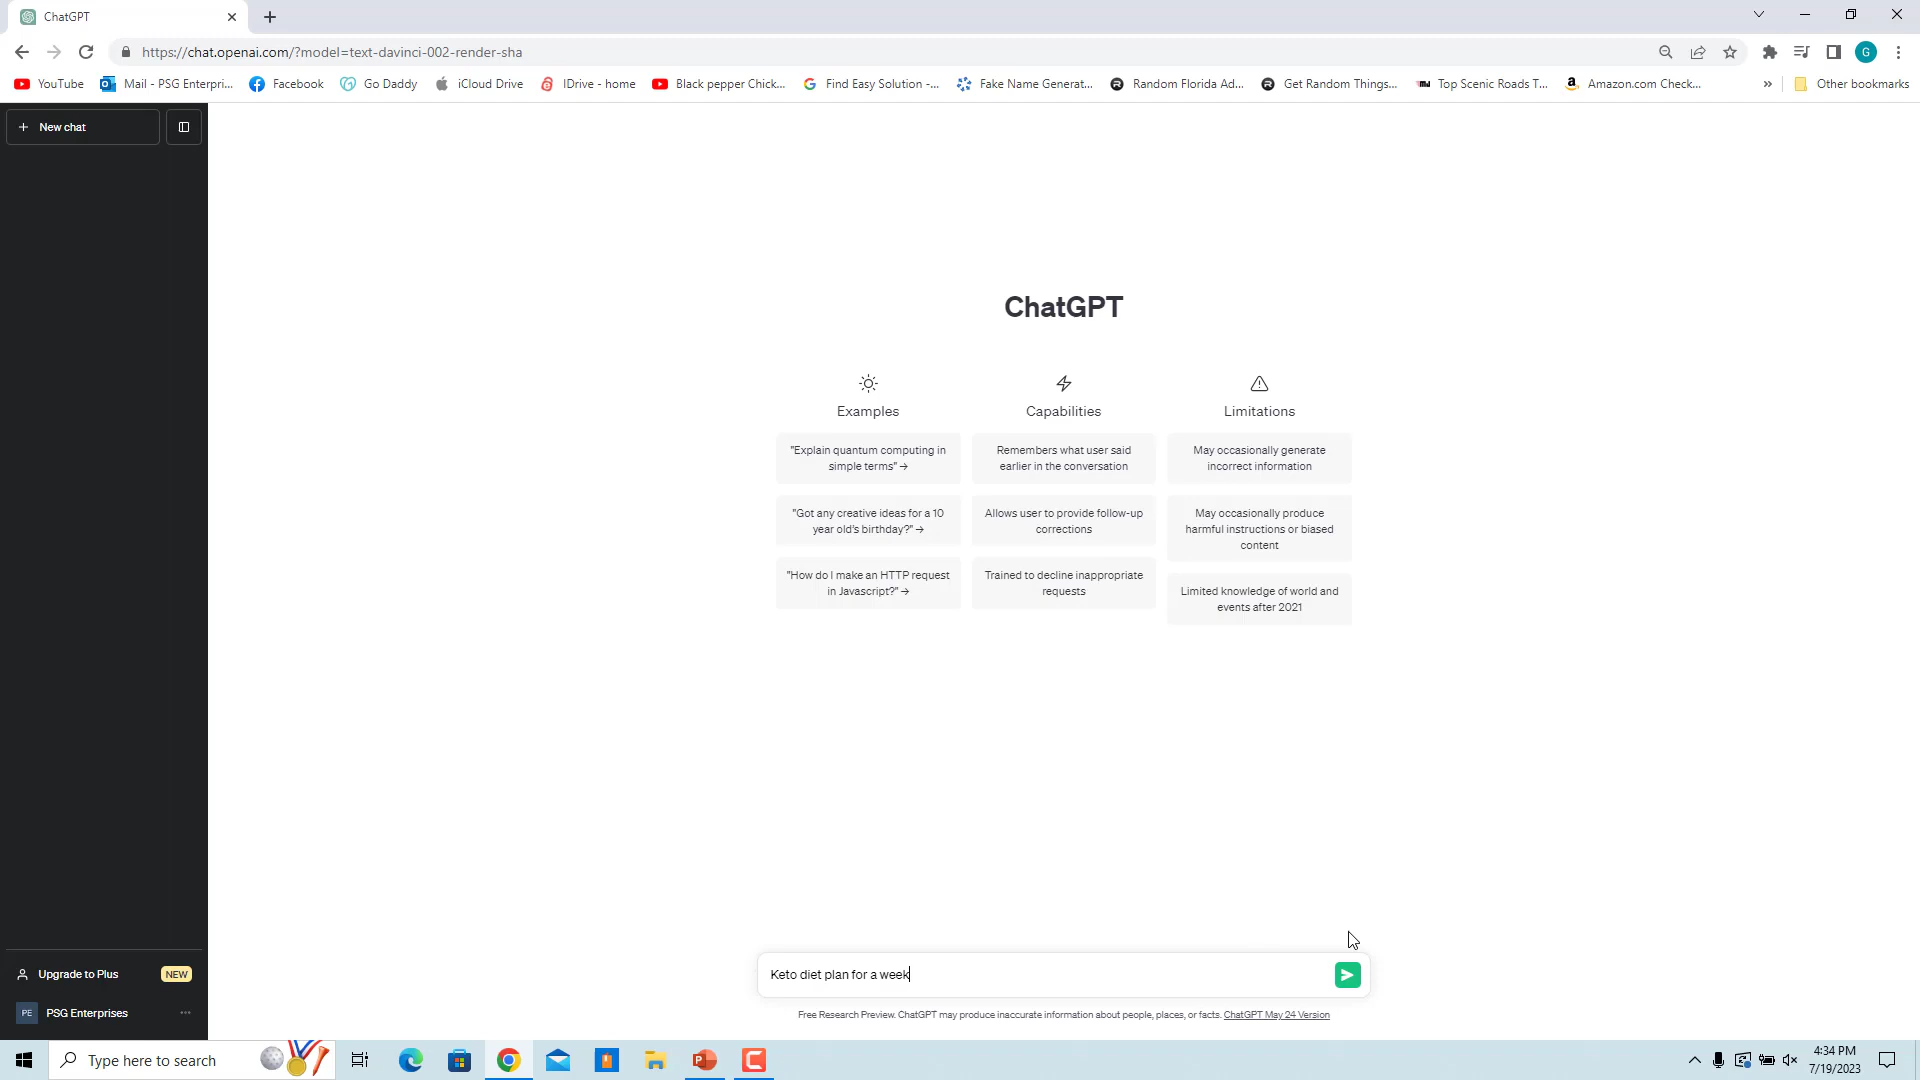 ChatGPT
https://chat.openai.com/?model=text-davinci-002-render-sha
G
YouTube
Mail - PSG Enterpri...
Facebook
Go Daddy
iCloud Drive
IDrive - home
Black pepper Chick...
Find Easy Solution -...
Fake Name Generat...
Random Florida Ad...
Get Random Things...
Top Scenic Roads T...
Amazon.com Check...
»
Other bookmarks
+ New chat
ChatGPT
Examples
"Explain quantum computing in
simple terms" →
"Got any creative ideas for a 10
year old's birthday?" →
"How do I make an HTTP request
in Javascript?" →
Capabilities
Remembers what user said
earlier in the conversation
Allows user to provide follow-up
corrections
Trained to decline inappropriate
requests
Limitations
May occasionally generate
incorrect information
May occasionally produce
harmful instructions or biased
content
Limited knowledge of world and
events after 2021
Upgrade to Plus
NEW
PE
PSG Enterprises
...
Keto diet plan for a week
Free Research Preview. ChatGPT may produce inaccurate information about people, places, or facts. ChatGPT May 24 Version
Type here to search
4:34 PM
7/19/2023